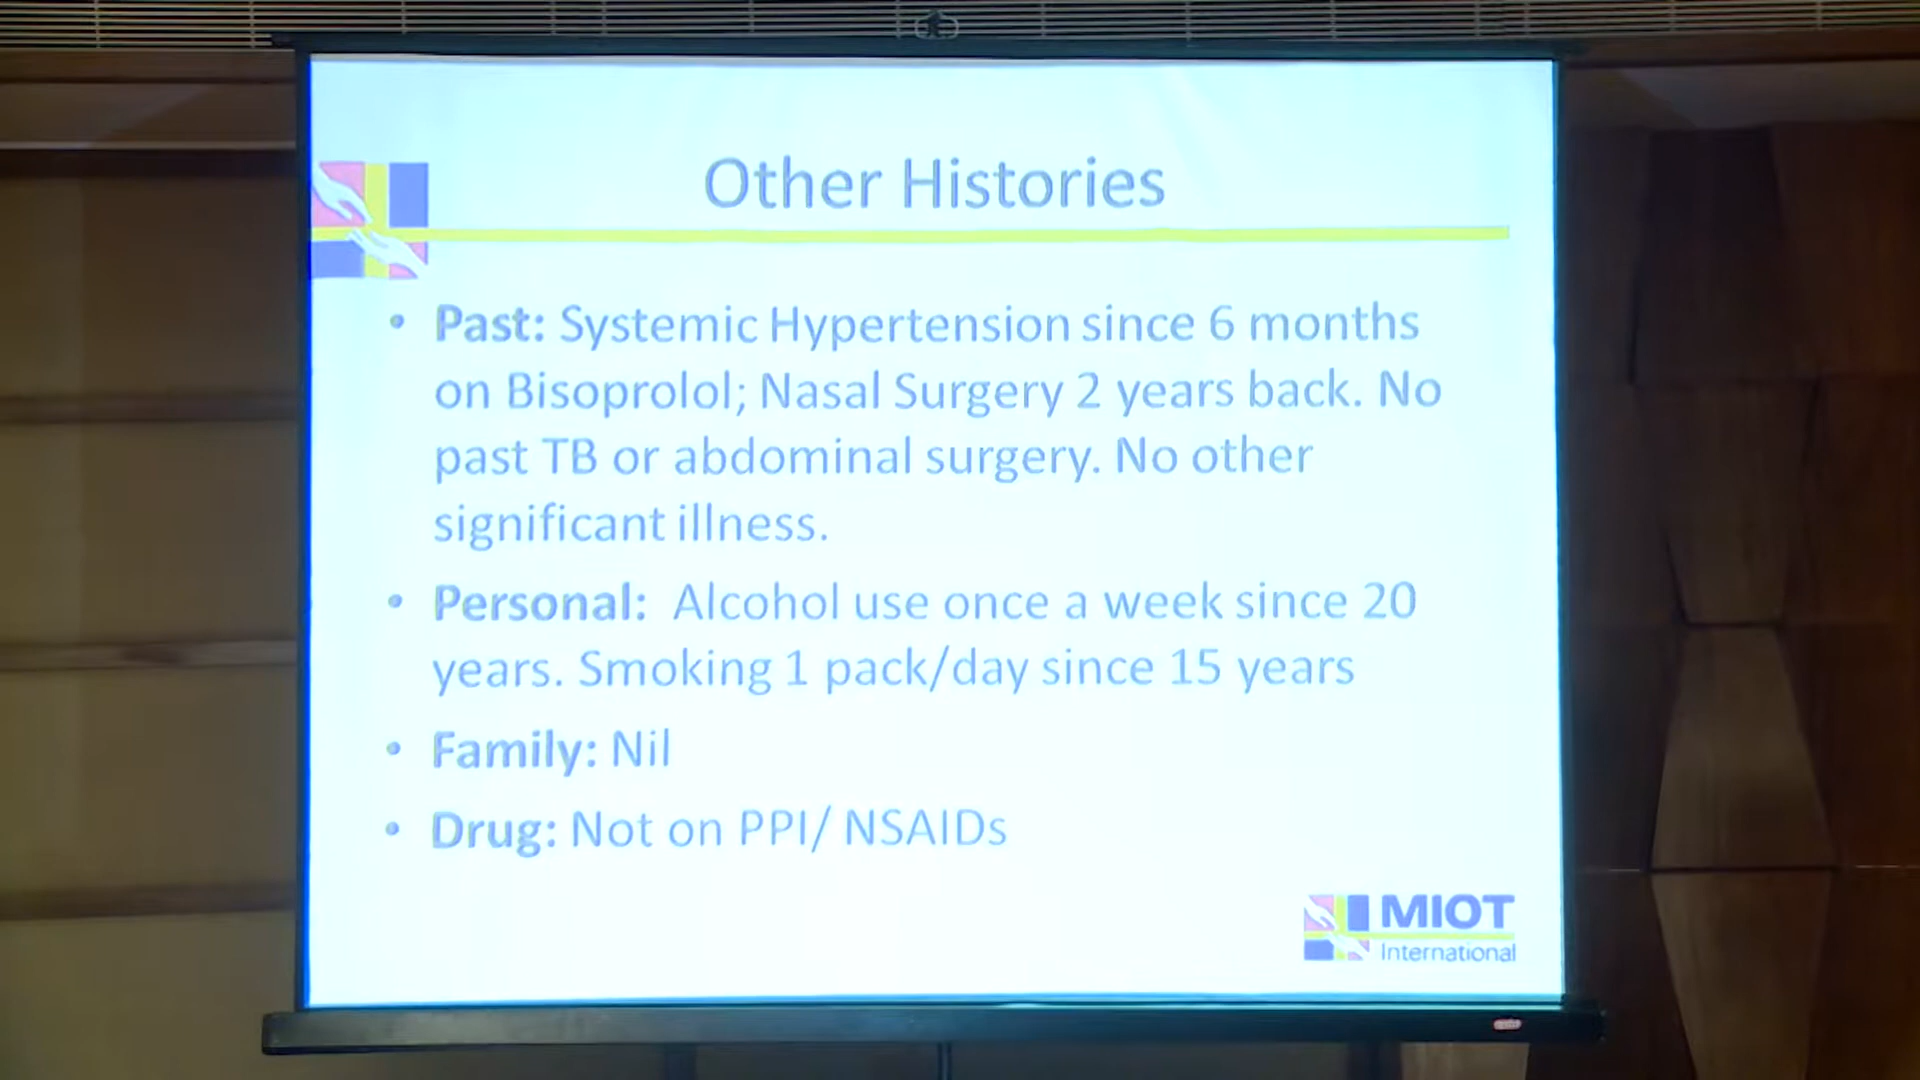 Other Histories
• Past: Systemic Hypertension since 6 months
on Bisoprolol; Nasal Surgery 2 years back. No
past TB or abdominal surgery. No other
significant illness.
• Personal: Alcohol use once a week since 20
years. Smoking 1 pack/day since 15 years
• Family: Nil
• Drug: Not on PPI/ NSAIDs
MIOT
International